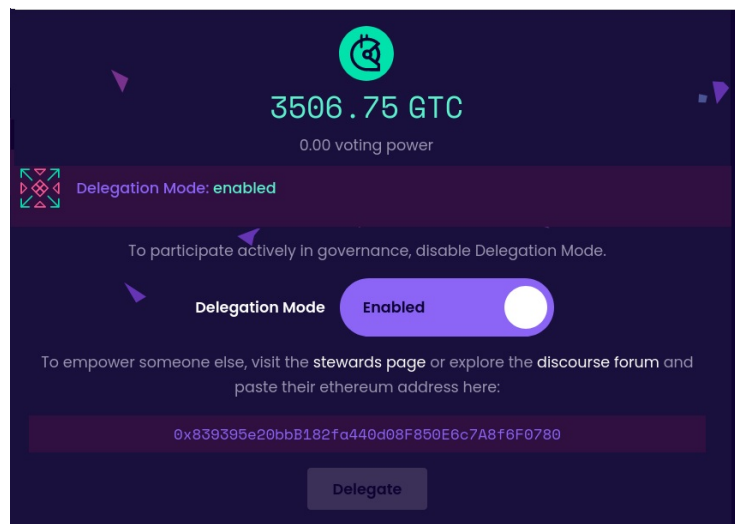 3506.75 GTC
0.00 voting power
Delegation Mode: enabled
To participate actively in governance, disable Delegation Mode.
Delegation Mode Enabled
To empower someone else, visit the stewards page or explore the discourse forum and
paste their ethereum address here:
0x839395e20bbB182fa440d08F850E6c7A8f6F0780
Delegate